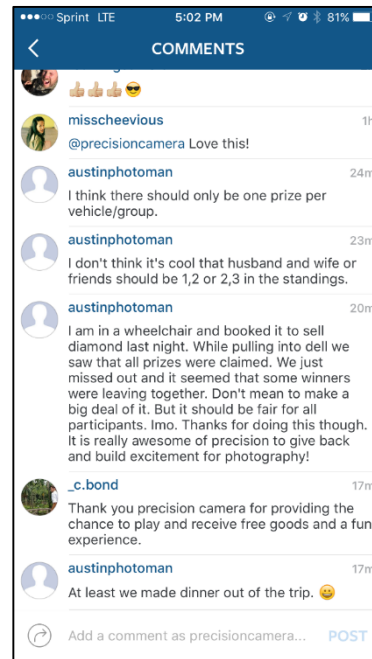 Sprint LTE 5:02 PM 81%
COMMENTS
👍🏼👍🏼👍🏼😎
misscheevious 1h
@precisioncamera Love this!
austinphotoman 24m
I think there should only be one prize per
vehicle/group.
austinphotoman 23m
I don't think it's cool that husband and wife or
friends should be 1,2 or 2,3 in the standings.
austinphotoman 20m
I am in a wheelchair and booked it to sell
diamond last night. While pulling into dell we
saw that all prizes were claimed. We just
missed out and it seemed that some winners
were leaving together. Don't mean to make a
big deal of it. But it should be fair for all
participants. Imo. Thanks for doing this though.
It is really awesome of precision to give back
and build excitement for photography!
_c.bond 17m
Thank you precision camera for providing the
chance to play and receive free goods and a fun
experience.
austinphotoman 17m
At least we made dinner out of the trip. 😀
Add a comment as precisioncamera... POST